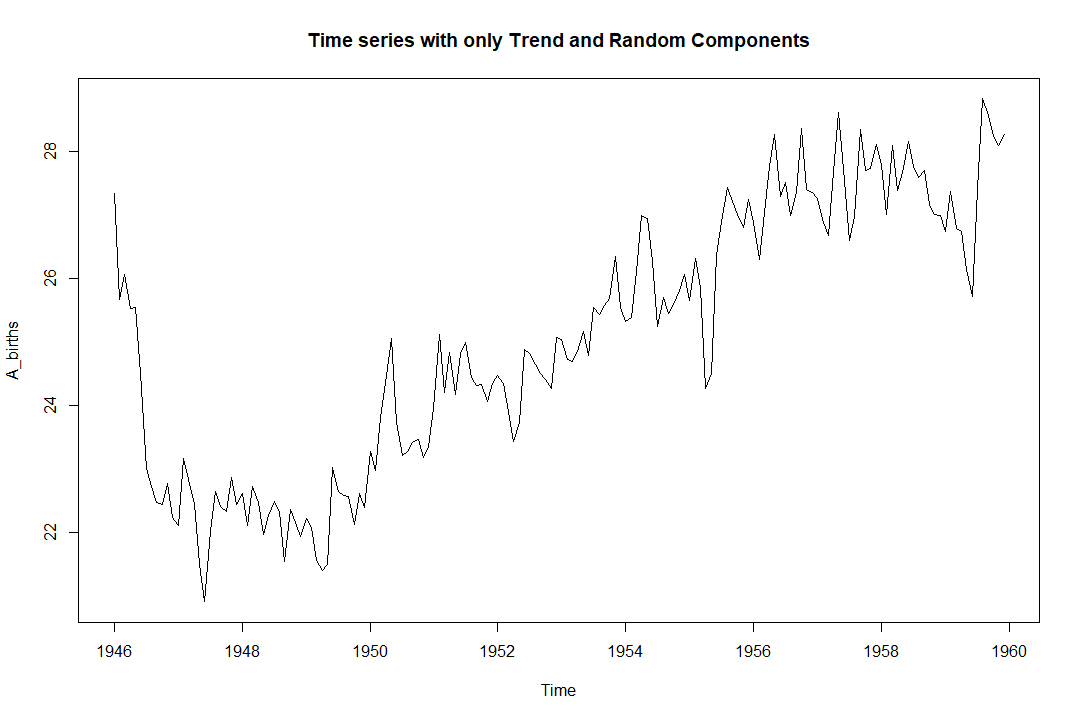 Time series with only Trend and Random Components
28
26
24
22
A_births
1946 1948 1950 1952 1954 1956 1958 1960
Time